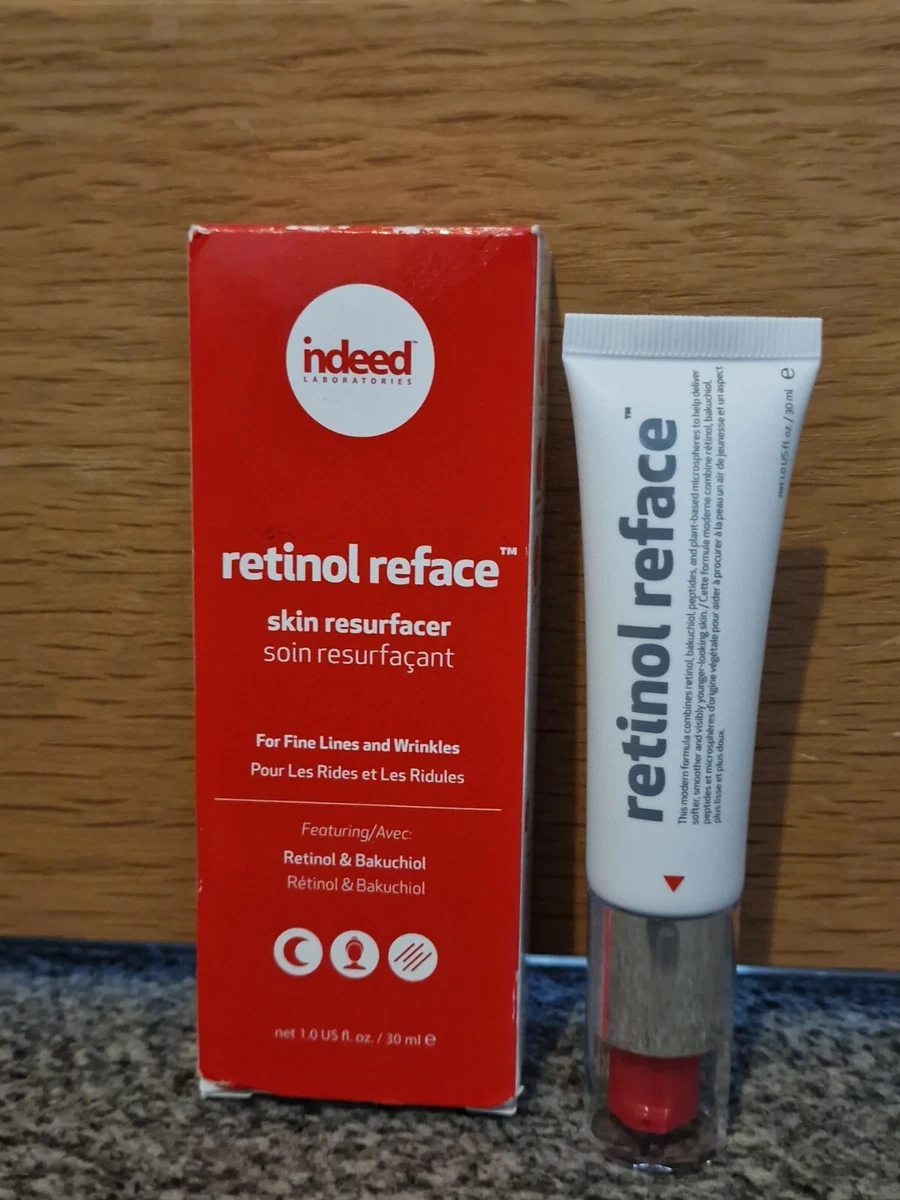 indeed™
LABORATORIES
retinol reface™
skin resurfacer
soin resurfaçant
For Fine Lines and Wrinkles
Pour Les Rides et Les Ridules
Featuring/Avec:
Retinol & Bakuchiol
Rétinol & Bakuchiol
net 1.0 US fl. oz. / 30 ml ℮
retinol reface™
This modern formula combines retinol, bakuchiol, peptides, and plant-based microspheres to help deliver
softer, smoother and visibly younger-looking skin. / Cette formule moderne combine rétinol, bakuchiol,
peptides et microsphères d'origine végétale pour aider à procurer à la peau un air de jeunesse et un aspect
plus lisse et plus doux.
net 1.0 US fl. oz. / 30 ml ℮